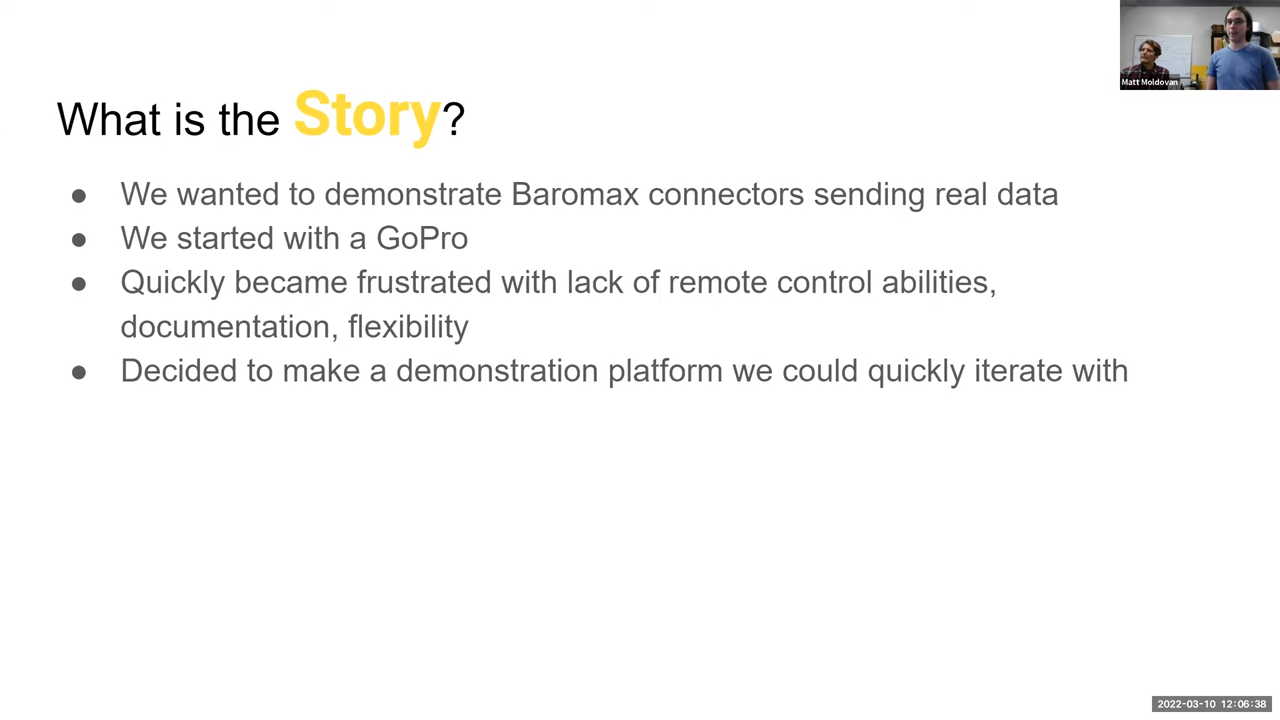 Matt Moldovan
What is the Story?
● We wanted to demonstrate Baromax connectors sending real data
● We started with a GoPro
● Quickly became frustrated with lack of remote control abilities,
documentation, flexibility
● Decided to make a demonstration platform we could quickly iterate with
2022-03-10 12:06:38